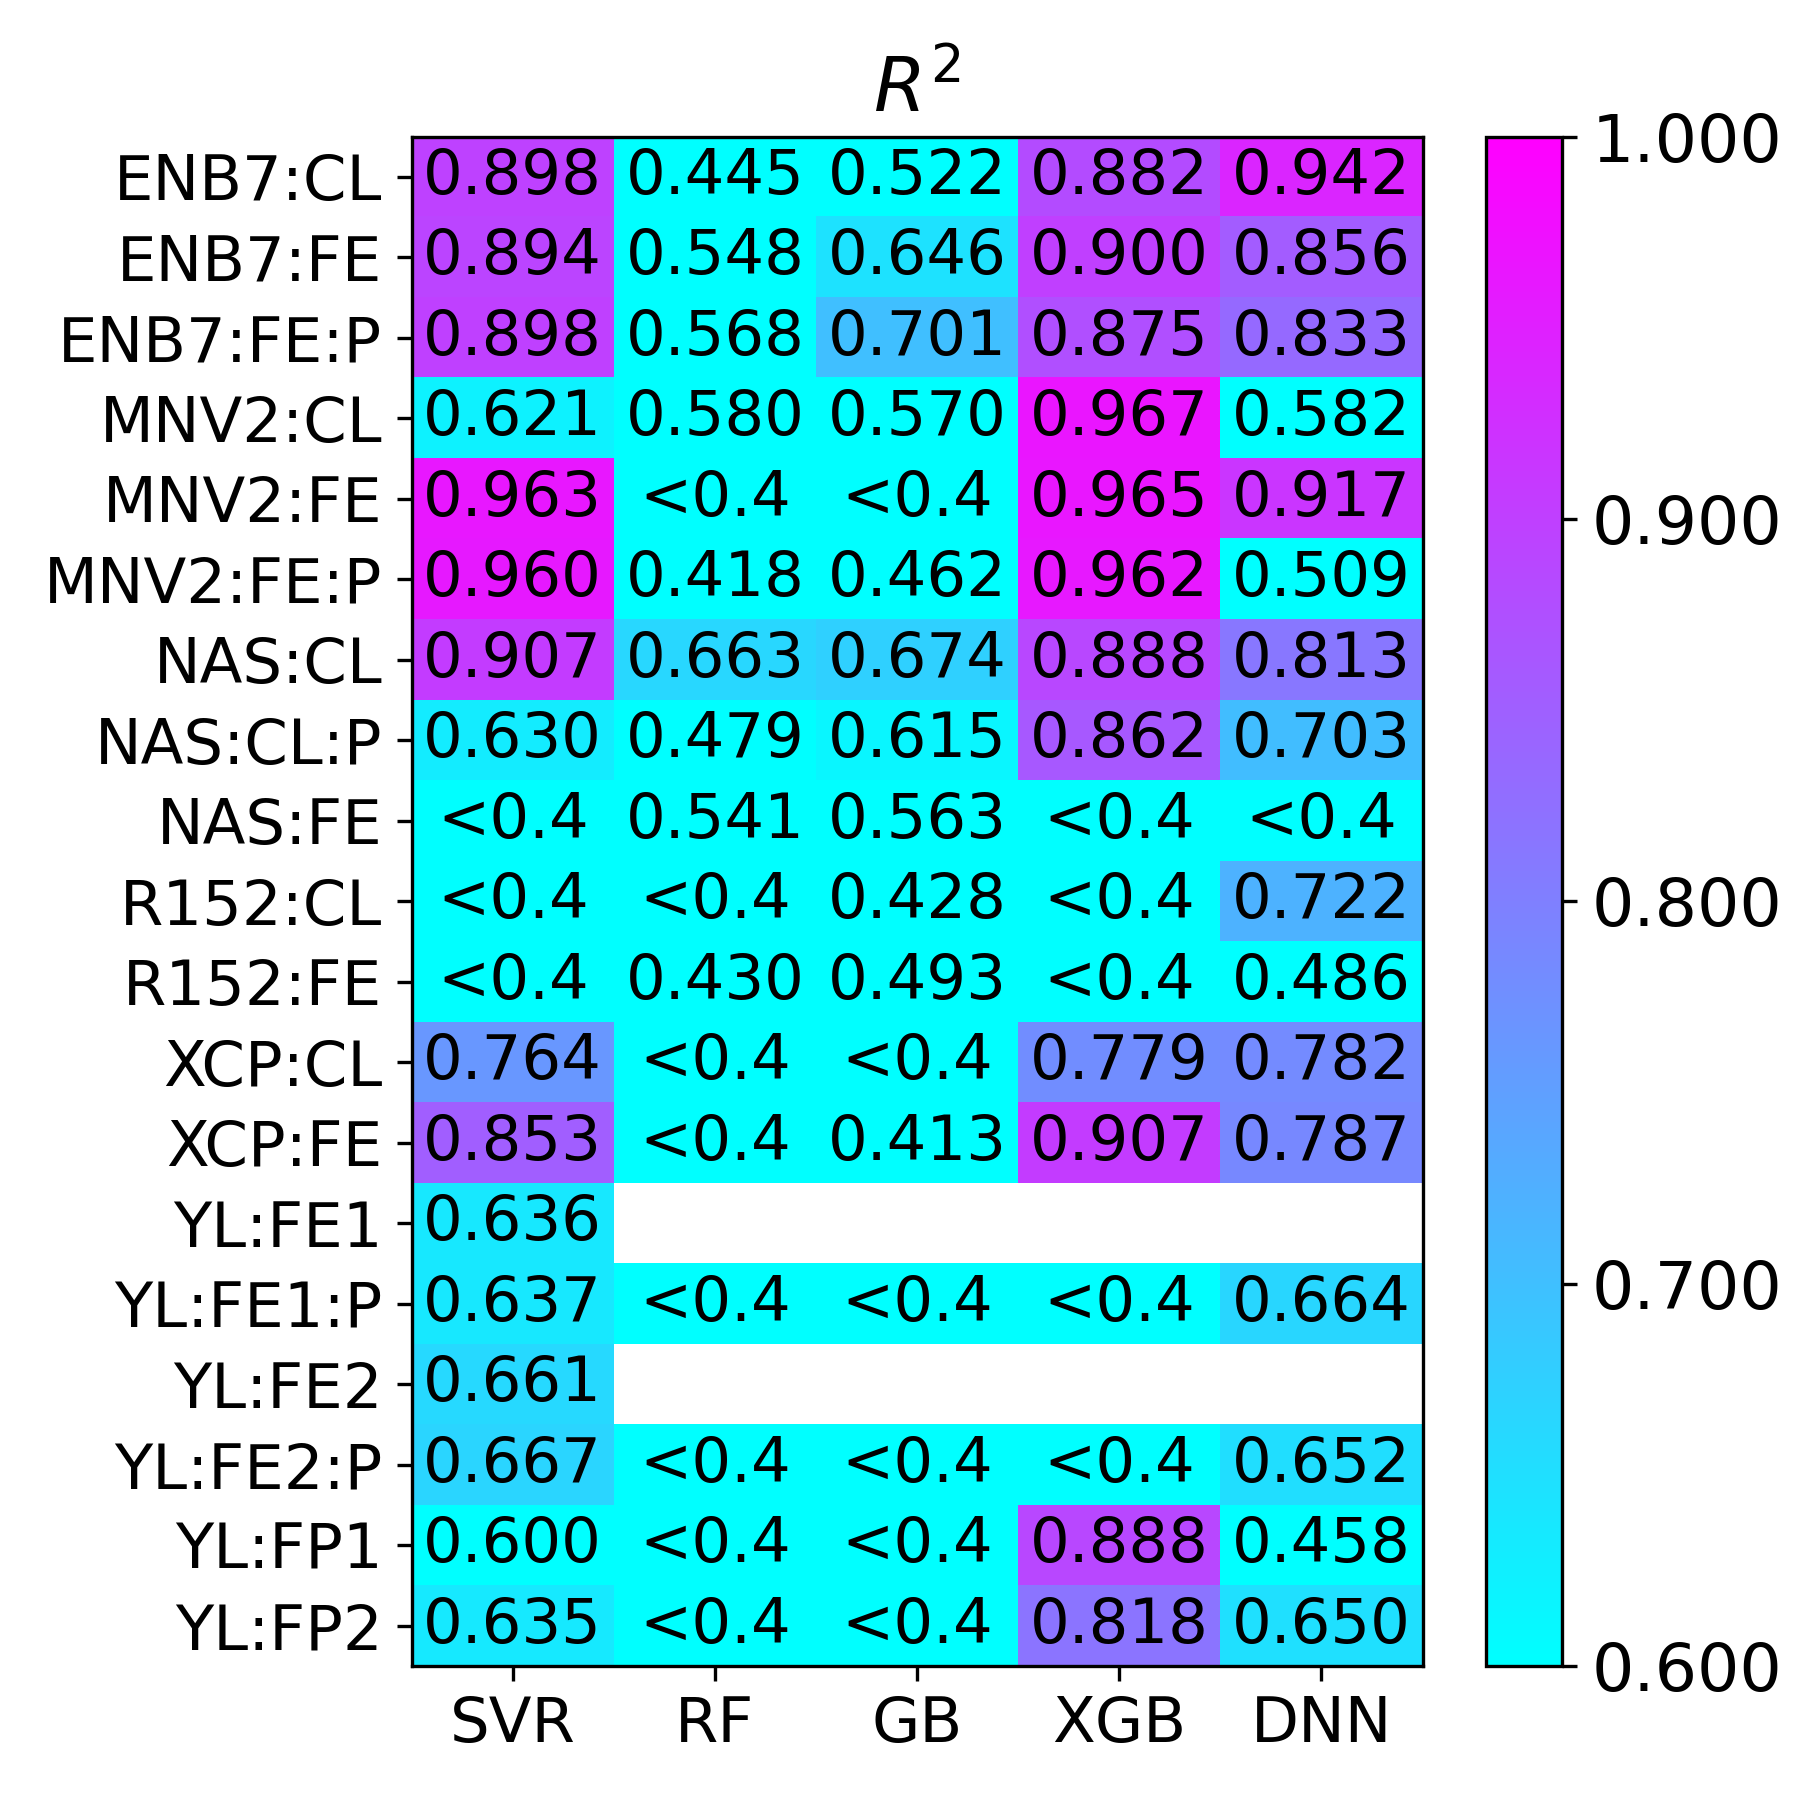 R²
ENB7:CL 0.898 0.445 0.522 0.882 0.942 1.000
ENB7:FE 0.894 0.548 0.646 0.900 0.856
ENB7:FE:P 0.898 0.568 0.701 0.875 0.833
MNV2:CL 0.621 0.580 0.570 0.967 0.582
MNV2:FE 0.963 <0.4 <0.4 0.965 0.917 0.900
MNV2:FE:P 0.960 0.418 0.462 0.962 0.509
NAS:CL 0.907 0.663 0.674 0.888 0.813
NAS:CL:P 0.630 0.479 0.615 0.862 0.703
NAS:FE <0.4 0.541 0.563 <0.4 <0.4
R152:CL <0.4 <0.4 0.428 <0.4 0.722 0.800
R152:FE <0.4 0.430 0.493 <0.4 0.486
XCP:CL 0.764 <0.4 <0.4 0.779 0.782
XCP:FE 0.853 <0.4 0.413 0.907 0.787
YL:FE1 0.636
YL:FE1:P 0.637 <0.4 <0.4 <0.4 0.664 0.700
YL:FE2 0.661
YL:FE2:P 0.667 <0.4 <0.4 <0.4 0.652
YL:FP1 0.600 <0.4 <0.4 0.888 0.458
YL:FP2 0.635 <0.4 <0.4 0.818 0.650
0.600
SVR RF GB XGB DNN